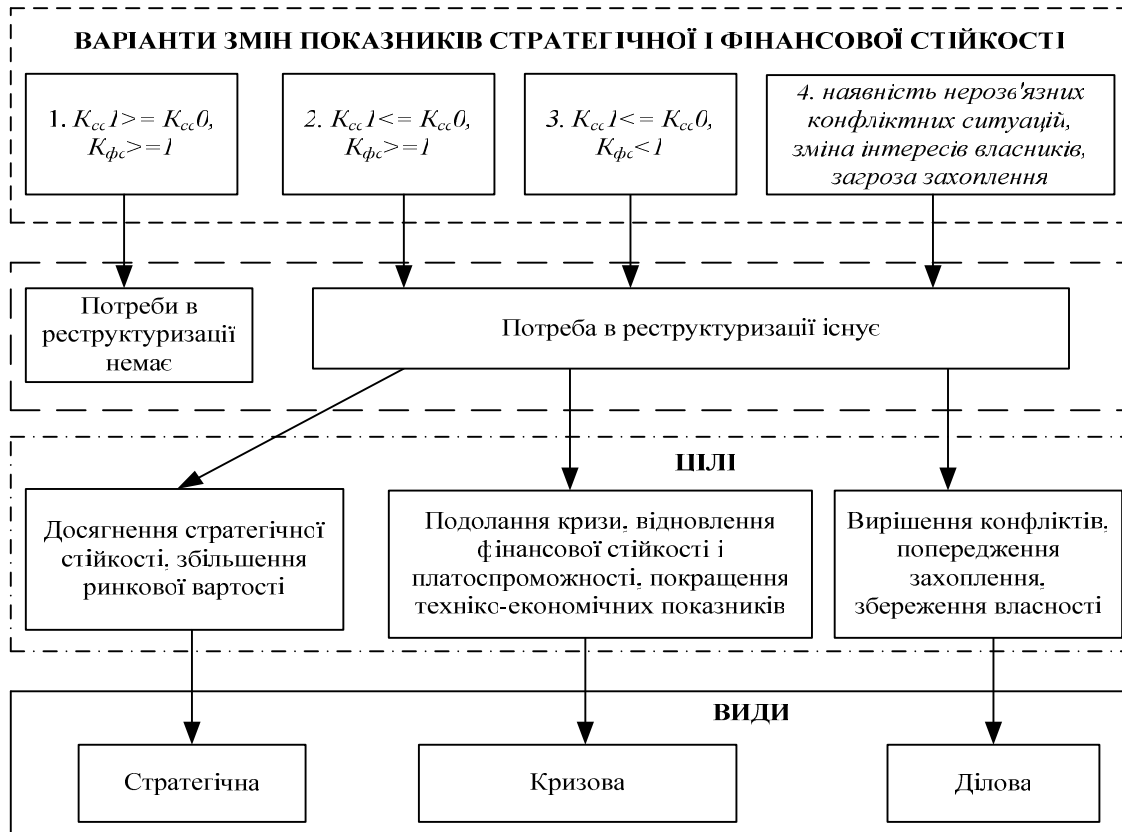 ВАРІАНТИ ЗМІН ПОКАЗНИКІВ СТРАТЕГІЧНОЇ І ФІНАНСОВОЇ СТІЙКОСТІ
1. Kсс1>= Kсс0,
Kфс>=1
2. Kсс1<= Kсс0,
Kфс>=1
3. Kсс1<= Kсс0,
Kфс<1
4. наявність нерозв'язних
конфліктних ситуацій,
зміна інтересів власників,
загроза захоплення
Потреби в
реструктуризації
немає
Потреба в реструктуризації існує
ЦІЛІ
Досягнення стратегічної
стійкості, збільшення
ринкової вартості
Подолання кризи, відновлення
фінансової стійкості і
платоспроможності, покращення
техніко-економічних показників
Вирішення конфліктів,
попередження
захоплення,
збереження власності
ВИДИ
Стратегічна
Кризова
Ділова